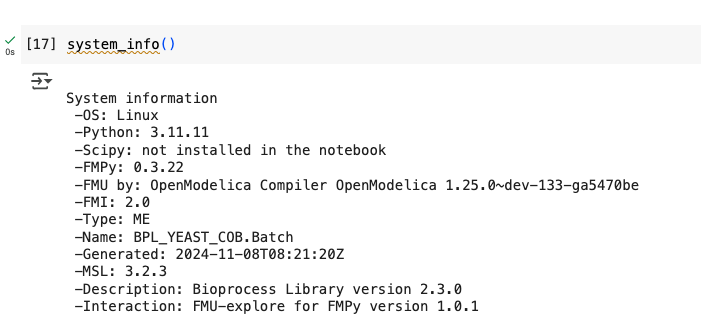 0s
[17] system_info()
System information
-OS: Linux
-Python: 3.11.11
-Scipy: not installed in the notebook
-FMPy: 0.3.22
-FMU by: OpenModelica Compiler OpenModelica 1.25.0~dev-133-ga5470be
-FMI: 2.0
-Type: ME
-Name: BPL_YEAST_COB.Batch
-Generated: 2024-11-08T08:21:20Z
-MSL: 3.2.3
-Description: Bioprocess Library version 2.3.0
-Interaction: FMU-explore for FMPy version 1.0.1